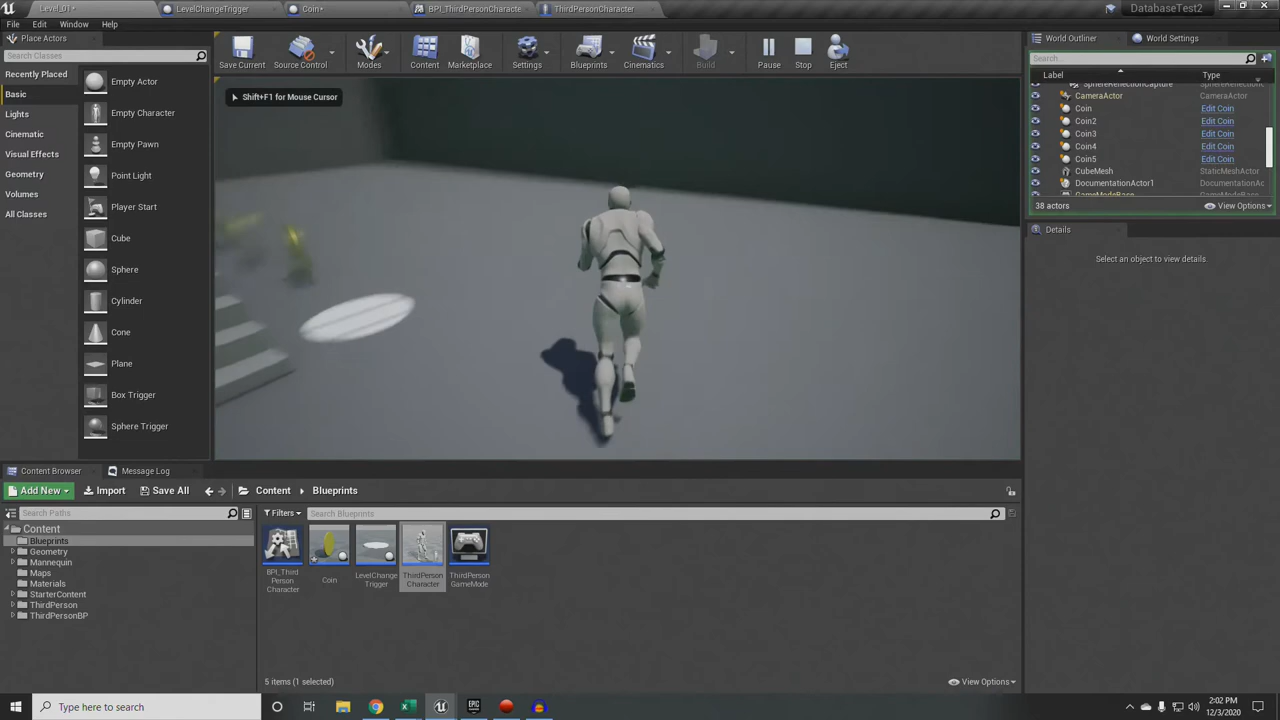 Level_01*
LevelChangeTrigger
Coin*
BPI_ThirdPersonCharacte
ThirdPersonCharacter
DatabaseTest2
File
Edit
Window
Help
Place Actors
Search Classes
Recently Placed
Basic
Lights
Cinematic
Visual Effects
Geometry
Volumes
All Classes
Empty Actor
Empty Character
Empty Pawn
Point Light
Player Start
Cube
Sphere
Cylinder
Cone
Plane
Box Trigger
Sphere Trigger
Save Current
Source Control
Modes
Content
Marketplace
Settings
Blueprints
Cinematics
Build
Pause
Stop
Eject
Shift+F1 for Mouse Cursor
World Outliner
World Settings
Search...
Label
Type
SphereReflectionCapture
CameraActor CameraActor
Coin Edit Coin
Coin2 Edit Coin
Coin3 Edit Coin
Coin4 Edit Coin
Coin5 Edit Coin
CubeMesh StaticMeshActor
DocumentationActor1 DocumentationAc
38 actors
View Options
Details
Select an object to view details.
Content Browser
Message Log
Add New
Import
Save All
Content
Blueprints
Search Paths
Filters
Search Blueprints
Content
Blueprints
Geometry
Mannequin
Maps
Materials
StarterContent
ThirdPerson
ThirdPersonBP
BPI_Third
Person
Character
Coin
LevelChange
Trigger
ThirdPerson
Character
ThirdPerson
GameMode
5 items (1 selected)
View Options
Type here to search
EPIC
2:02 PM
12/3/2020